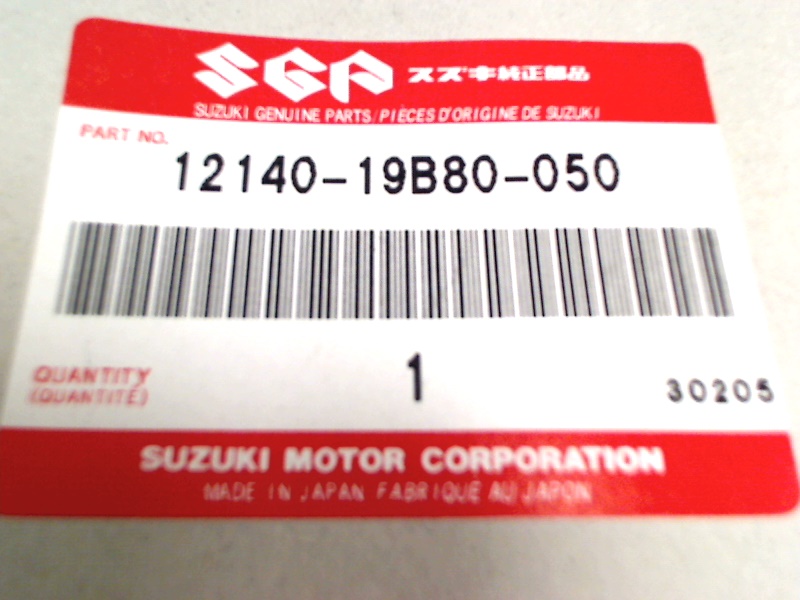 SGP スズキ純正部品
SUZUKI GENUINE PARTS/PIÈCES D'ORIGINE DE SUZUKI
PART NO.
12140-19B80-050
QUANTITY
(QUANTITÉ)
1
30205
SUZUKI MOTOR CORPORATION
MADE IN JAPAN FABRIQUÉ AU JAPON